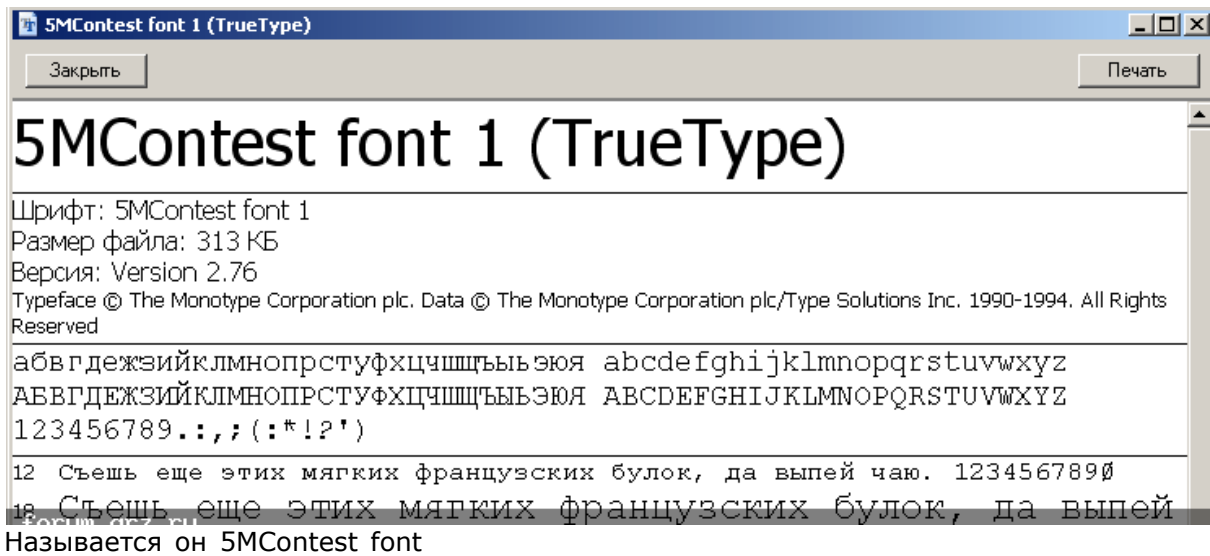 5MContest font 1 (TrueType)
Закрыть
Печать
5MContest font 1 (TrueType)
Шрифт: 5MContest font 1
Размер файла: 313 КБ
Версия: Version 2.76
Typeface © The Monotype Corporation plc. Data © The Monotype Corporation plc/Type Solutions Inc. 1990-1994. All Rights
Reserved
абвгдежзийклмнопрстуфхцчшщъыьэюя abcdefghijklmnopqrstuvwxyz
АБВГДЕЖЗИЙКЛМНОПРСТУФХЦЧШЩЪЫЬЭЮЯ ABCDEFGHIJKLMNOPQRSTUVWXYZ
123456789.:,;(:*!?')
12 Съешь еще этих мягких французских булок, да выпей чаю. 123456789Ø
18 Съешь еще этих мягких французских булок, да выпей
forum.grz.ru
Называется он 5MContest font